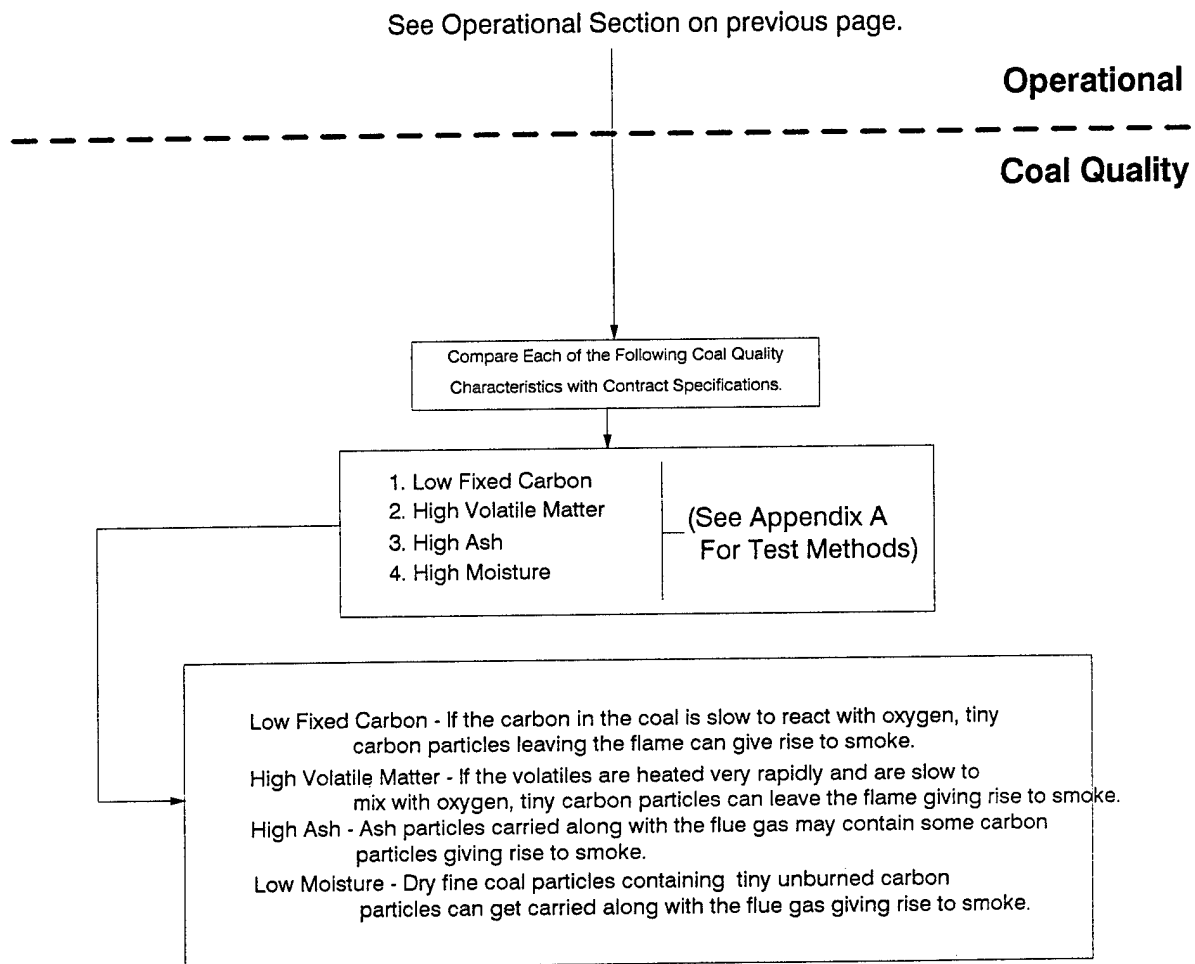 See Operational Section on previous page.
Operational
Coal Quality
Compare Each of the Following Coal Quality
Characteristics with Contract Specifications.
1. Low Fixed Carbon
2. High Volatile Matter
3. High Ash
4. High Moisture
(See Appendix A
For Test Methods)
Low Fixed Carbon - If the carbon in the coal is slow to react with oxygen, tiny
carbon particles leaving the flame can give rise to smoke.
High Volatile Matter - If the volatiles are heated very rapidly and are slow to
mix with oxygen, tiny carbon particles can leave the flame giving rise to smoke.
High Ash - Ash particles carried along with the flue gas may contain some carbon
particles giving rise to smoke.
Low Moisture - Dry fine coal particles containing tiny unburned carbon
particles can get carried along with the flue gas giving rise to smoke.